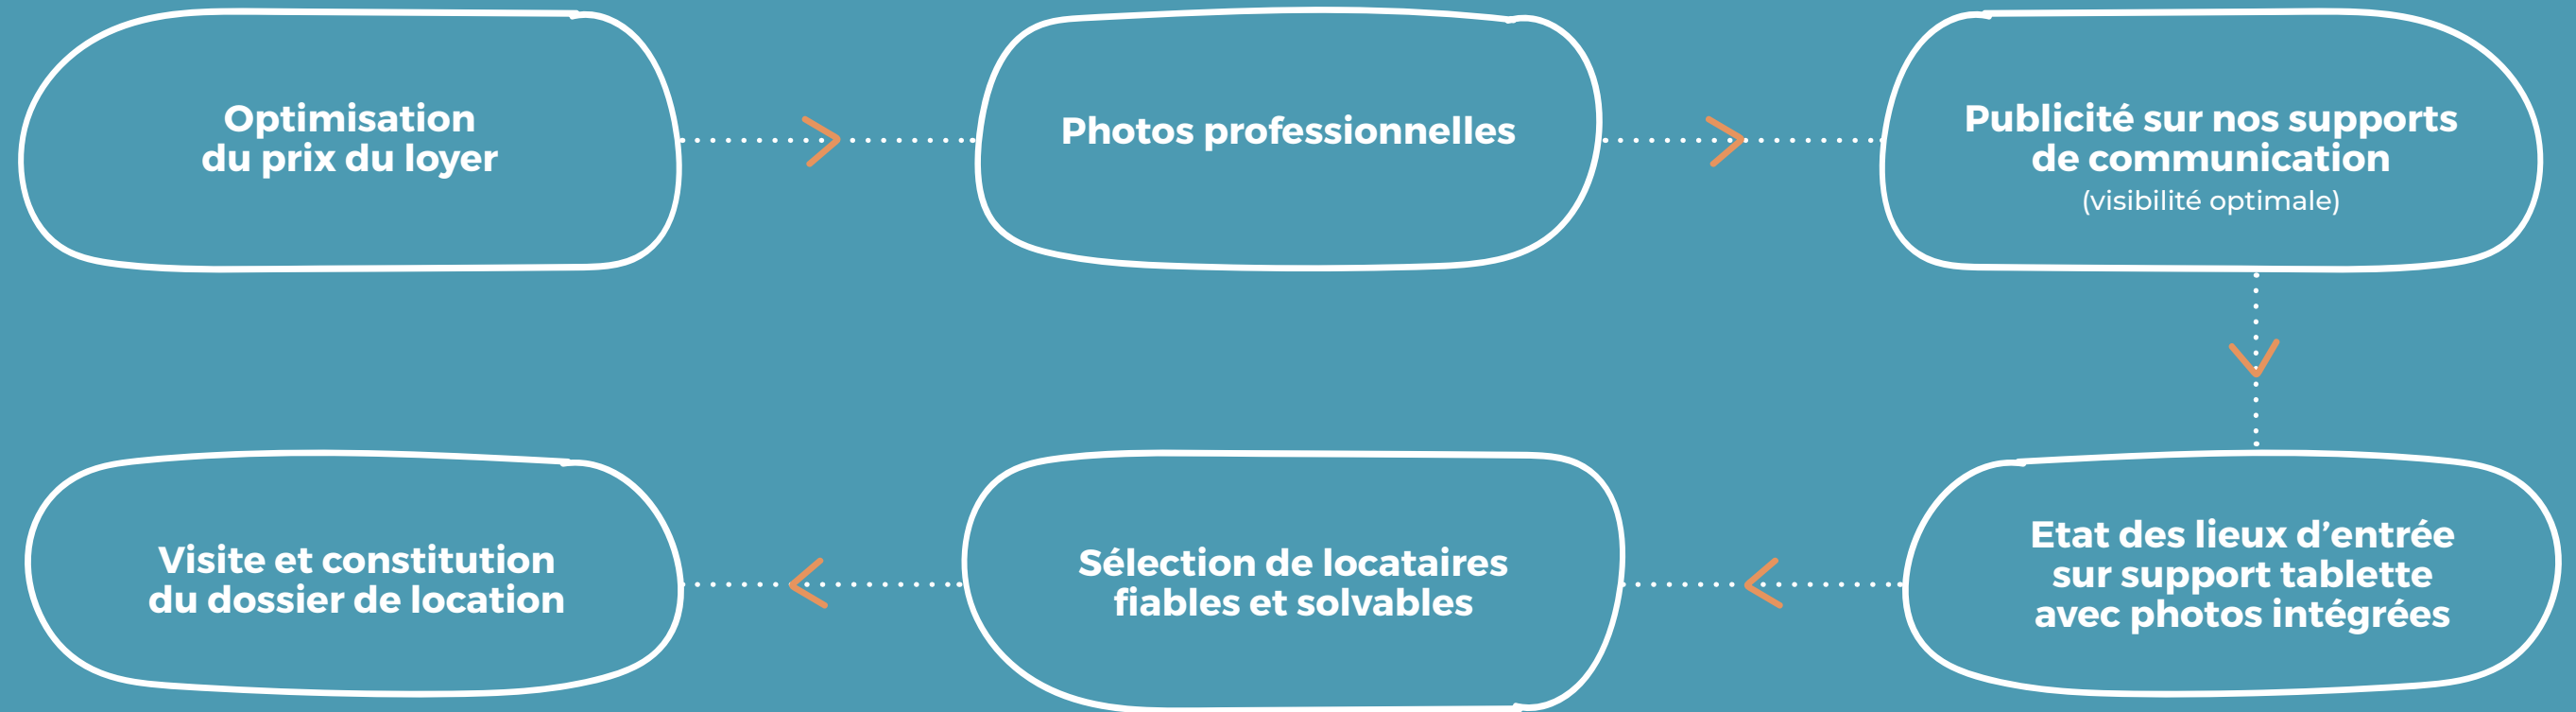 Optimisation
du prix du loyer
Photos professionnelles
Publicité sur nos supports
de communication
(visibilité optimale)
Etat des lieux d’entrée
sur support tablette
avec photos intégrées
Sélection de locataires
fiables et solvables
Visite et constitution
du dossier de location